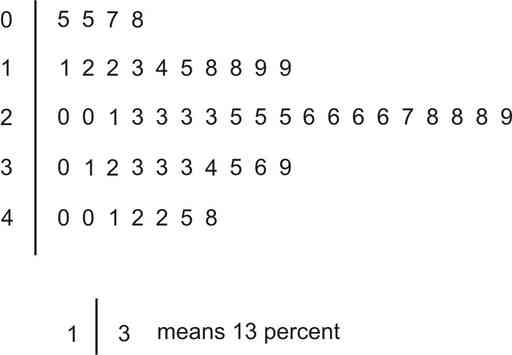 0 | 5 5 7 8
1 | 1 2 2 3 4 5 8 8 9 9
2 | 0 0 1 3 3 3 3 5 5 5 6 6 6 6 7 8 8 8 9
3 | 0 1 2 3 3 3 4 5 6 9
4 | 0 0 1 2 2 5 8
1 | 3 means 13 percent